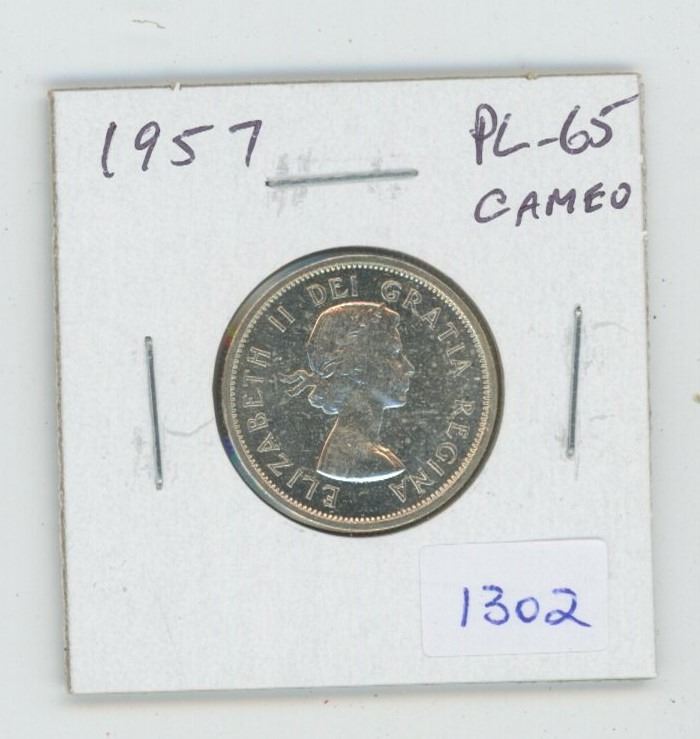 1957
PL-65
CAMEO
ELIZABETH II DEI GRATIA REGINA
1302